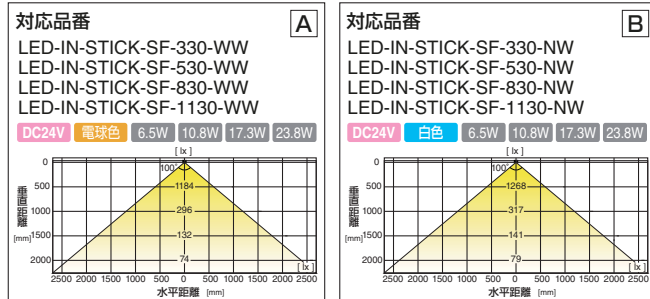 対応品番
A
LED-IN-STICK-SF-330-WW
LED-IN-STICK-SF-530-WW
LED-IN-STICK-SF-830-WW
LED-IN-STICK-SF-1130-WW
DC24V 電球色 6.5W 10.8W 17.3W 23.8W
[ lx ]
0
100°
500
1184
1000
296
1500
132
2000
74
[ lx ]
垂直距離
[mm]
2500 2000 1500 1000 500 0 500 1000 1500 2000 2500
水平距離 [mm]
対応品番
B
LED-IN-STICK-SF-330-NW
LED-IN-STICK-SF-530-NW
LED-IN-STICK-SF-830-NW
LED-IN-STICK-SF-1130-NW
DC24V 白色 6.5W 10.8W 17.3W 23.8W
[ lx ]
0
100°
500
1268
1000
317
1500
141
2000
79
[ lx ]
垂直距離
[mm]
2500 2000 1500 1000 500 0 500 1000 1500 2000 2500
水平距離 [mm]